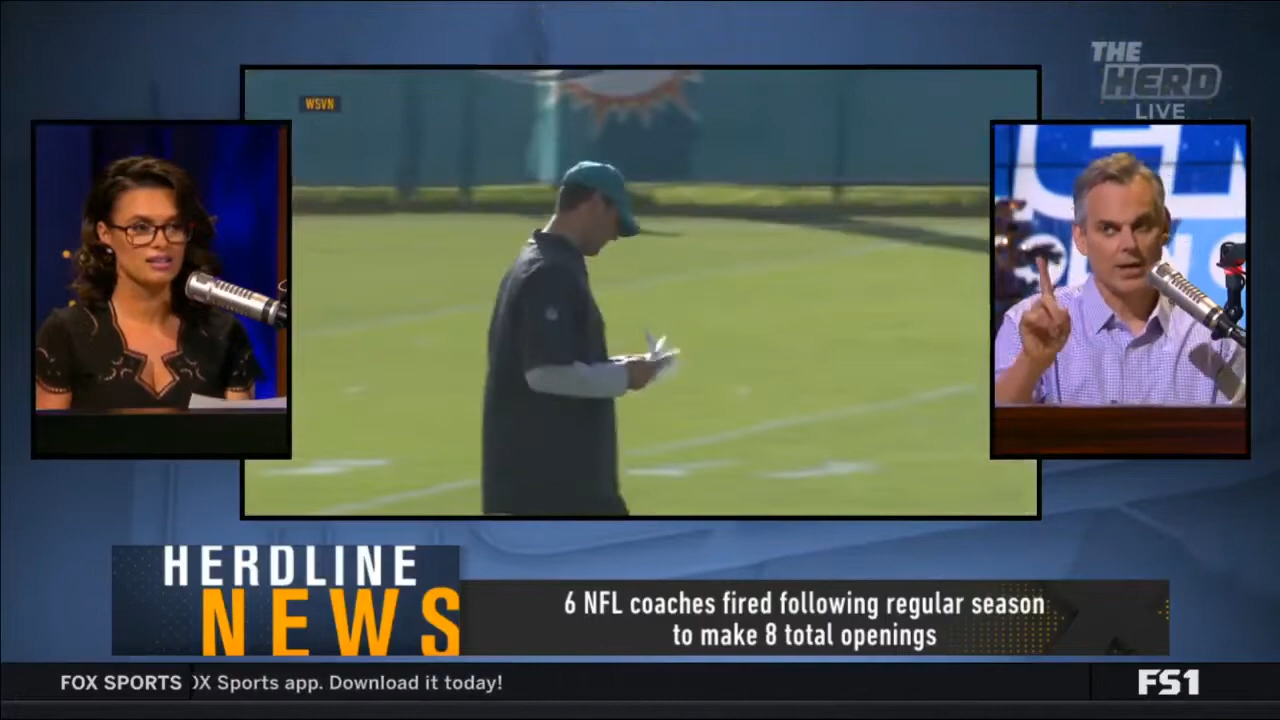 THE
HERD
LIVE
WSVN
HERDLINE
NEWS
6 NFL coaches fired following regular season
to make 8 total openings
FOX SPORTS
X Sports app. Download it today!
FS1